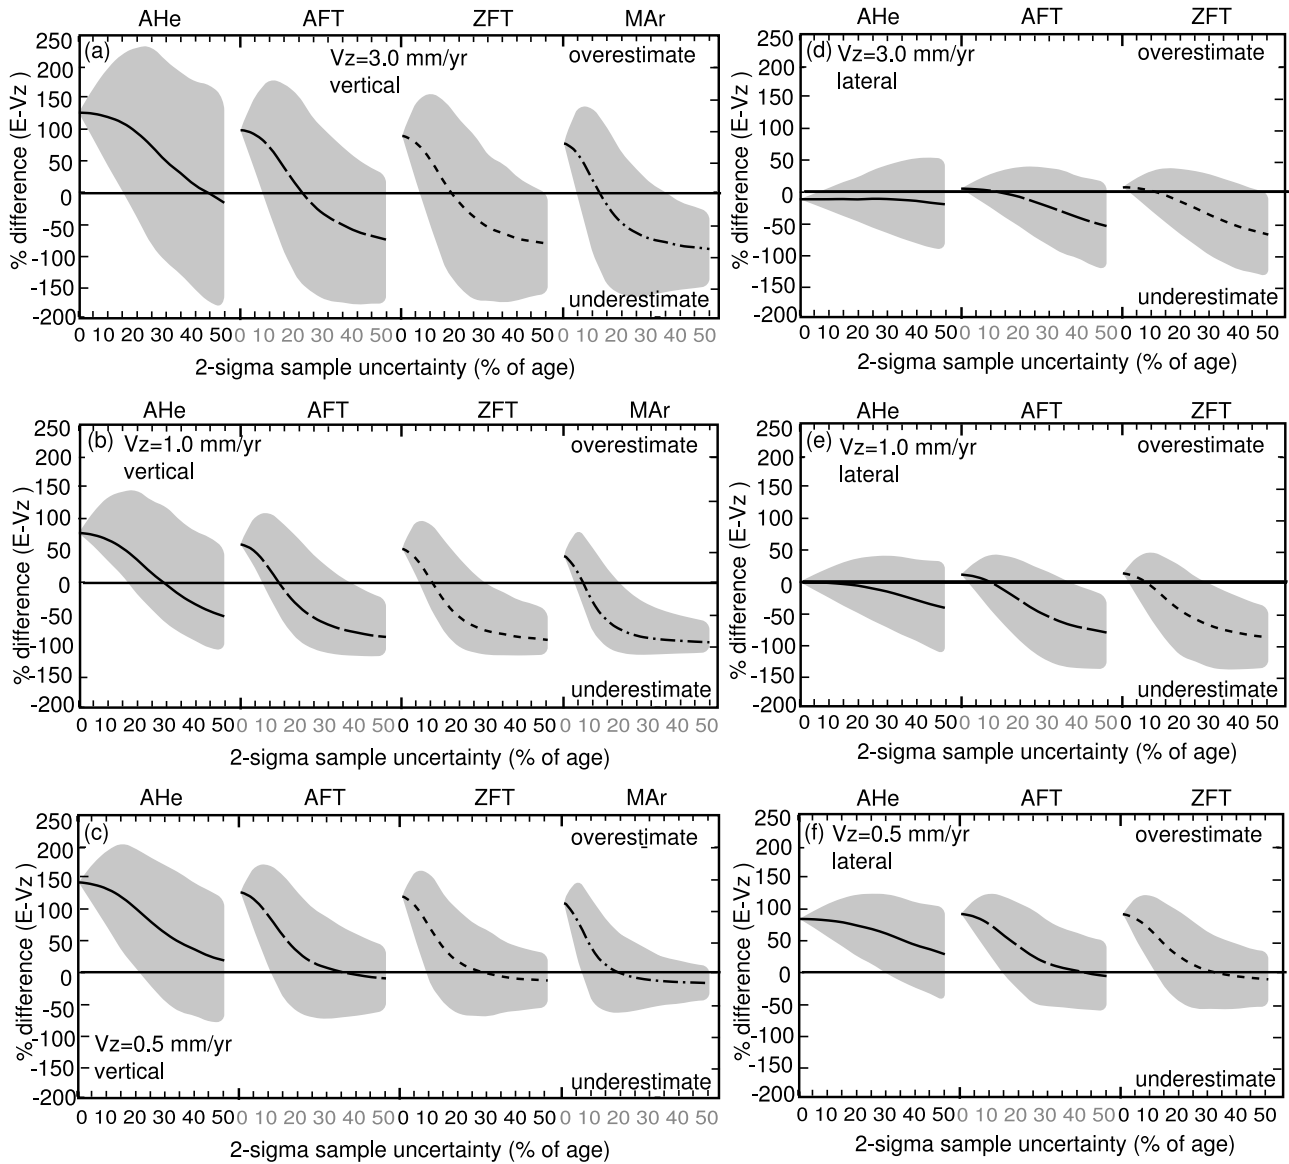 AHe AFT ZFT MAr
(a) Vz=3.0 mm/yr overestimate
vertical
250
200
150
100
50
0
-50
-100
-150
-200
% difference (E-Vz )
underestimate
0 10 20 30 40 50 10 20 30 40 0 10 20 30 40 50 0 10 20 30 40 50
2-sigma sample uncertainty (% of age)
AHe AFT ZFT
(d) Vz=3.0 mm/yr overestimate
lateral
250
200
150
100
50
0
-50
-100
-150
-200
% difference (E-Vz )
underestimate
0 10 20 30 40 50 0 10 20 30 40 50 0 10 20 30 40 50
2-sigma sample uncertainty (% of age)
AHe AFT ZFT MAr
(b) Vz=1.0 mm/yr overestimate
vertical
250
200
150
100
50
0
-50
-100
-150
-200
% difference (E-Vz )
underestimate
0 10 20 30 40 50 0 10 20 30 40 50 0 10 20 30 40 50 0 10 20 30 40 50
2-sigma sample uncertainty (% of age)
AHe AFT ZFT
(e) Vz=1.0 mm/yr overestimate
lateral
250
200
150
100
50
0
-50
-100
-150
-200
% difference (E-Vz )
underestimate
0 10 20 30 40 50 0 10 20 30 40 50 0 10 20 30 40 50
2-sigma sample uncertainty (% of age)
AHe AFT ZFT MAr
(c) overestimate
250
200
150
100
50
0
-50
-100
-150
-200
% difference (E-Vz )
Vz=0.5 mm/yr
vertical underestimate
0 10 20 30 40 50 0 10 20 30 40 50 0 10 20 30 40 50 0 10 20 30 40 50
2-sigma sample uncertainty (% of age)
AHe AFT ZFT
(f) Vz=0.5 mm/yr overestimate
lateral
250
200
150
100
50
0
-50
-100
-150
-200
% difference (E-Vz )
underestimate
0 10 20 30 40 50 0 10 20 30 40 50 0 10 20 30 40 50
2-sigma sample uncertainty (% of age)